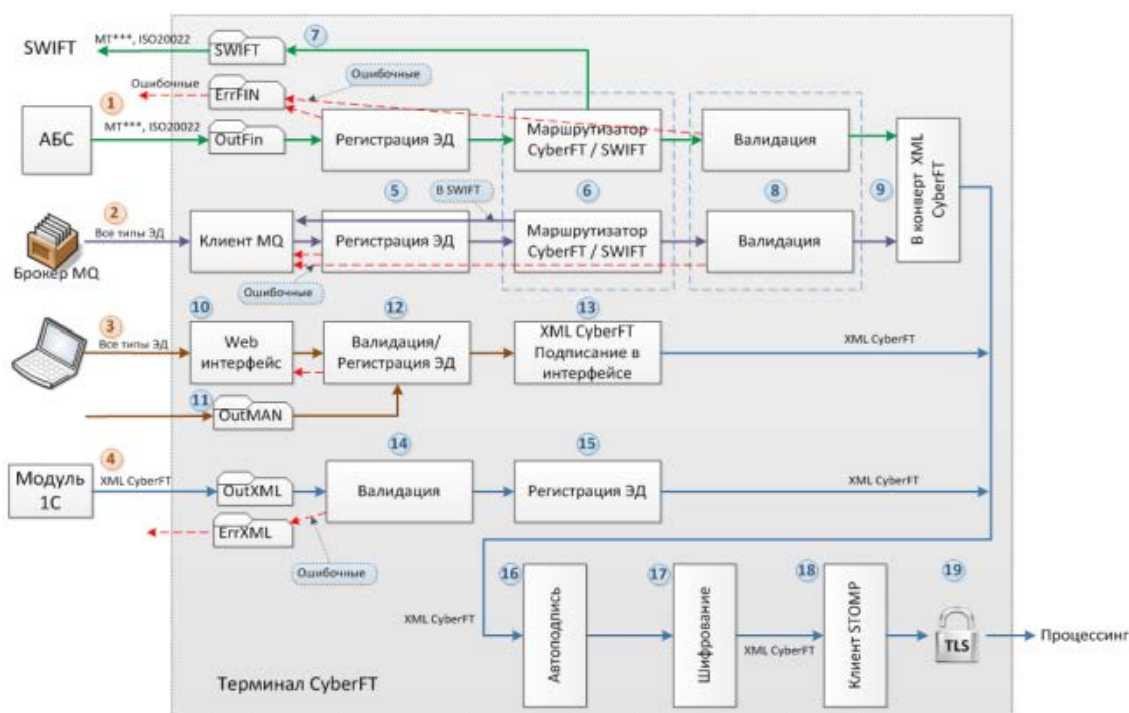 SWIFT
MT***, ISO20022
SWIFT
7
Ошибочные
ErrFIN
Ошибочные
1
АБС
MT***, ISO20022
OutFin
Регистрация ЭД
Маршрутизатор
CyberFT / SWIFT
Валидация
В конверт XML
CyberFT
9
2
Все типы ЭД
Брокер MQ
Клиент MQ
5
В SWIFT
6
8
Регистрация ЭД
Маршрутизатор
CyberFT / SWIFT
Валидация
Ошибочные
3
Все типы ЭД
10
Web
интерфейс
12
Валидация/
Регистрация ЭД
13
XML CyberFT
Подписание в
интерфейсе
XML CyberFT
11
OutMAN
4
Модуль
1С
XML CyberFT
OutXML
14
Валидация
15
Регистрация ЭД
XML CyberFT
ErrXML
Ошибочные
16
17
18
19
XML CyberFT
Автоподпись
Шифрование
XML CyberFT
Клиент STOMP
TLS
Процессинг
Терминал CyberFT